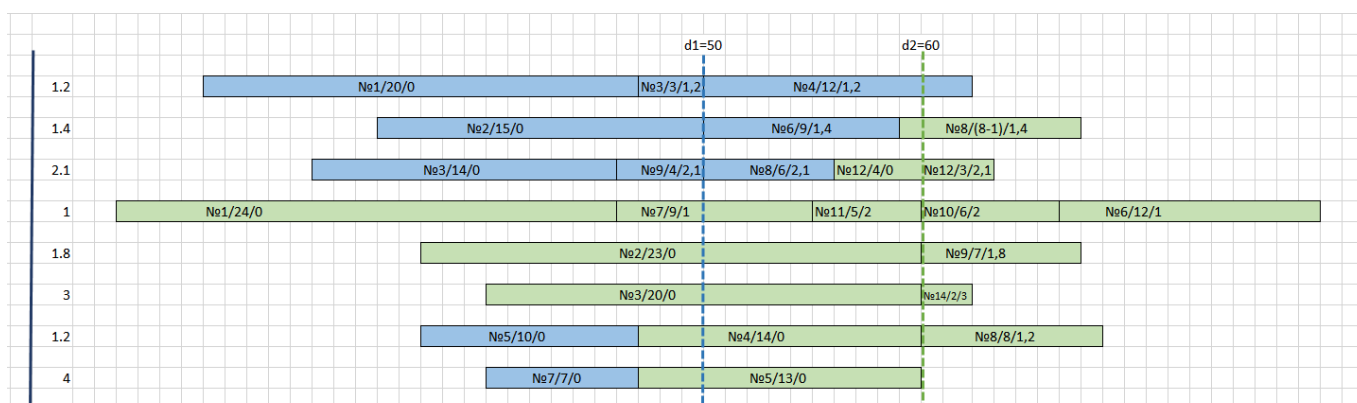 d1=50 d2=60
1.2 №1/20/0 №3/3/1,2 №4/12/1,2
1.4 №2/15/0 №6/9/1,4 №8/(8-1)/1,4
2.1 №3/14/0 №9/4/2,1 №8/6/2,1 №12/4/0 №12/3/2,1
1 №1/24/0 №7/9/1 №11/5/2 №10/6/2 №6/12/1
1.8 №2/23/0 №9/7/1,8
3 №3/20/0 №14/2/3
1.2 №5/10/0 №4/14/0 №8/8/1,2
4 №7/7/0 №5/13/0